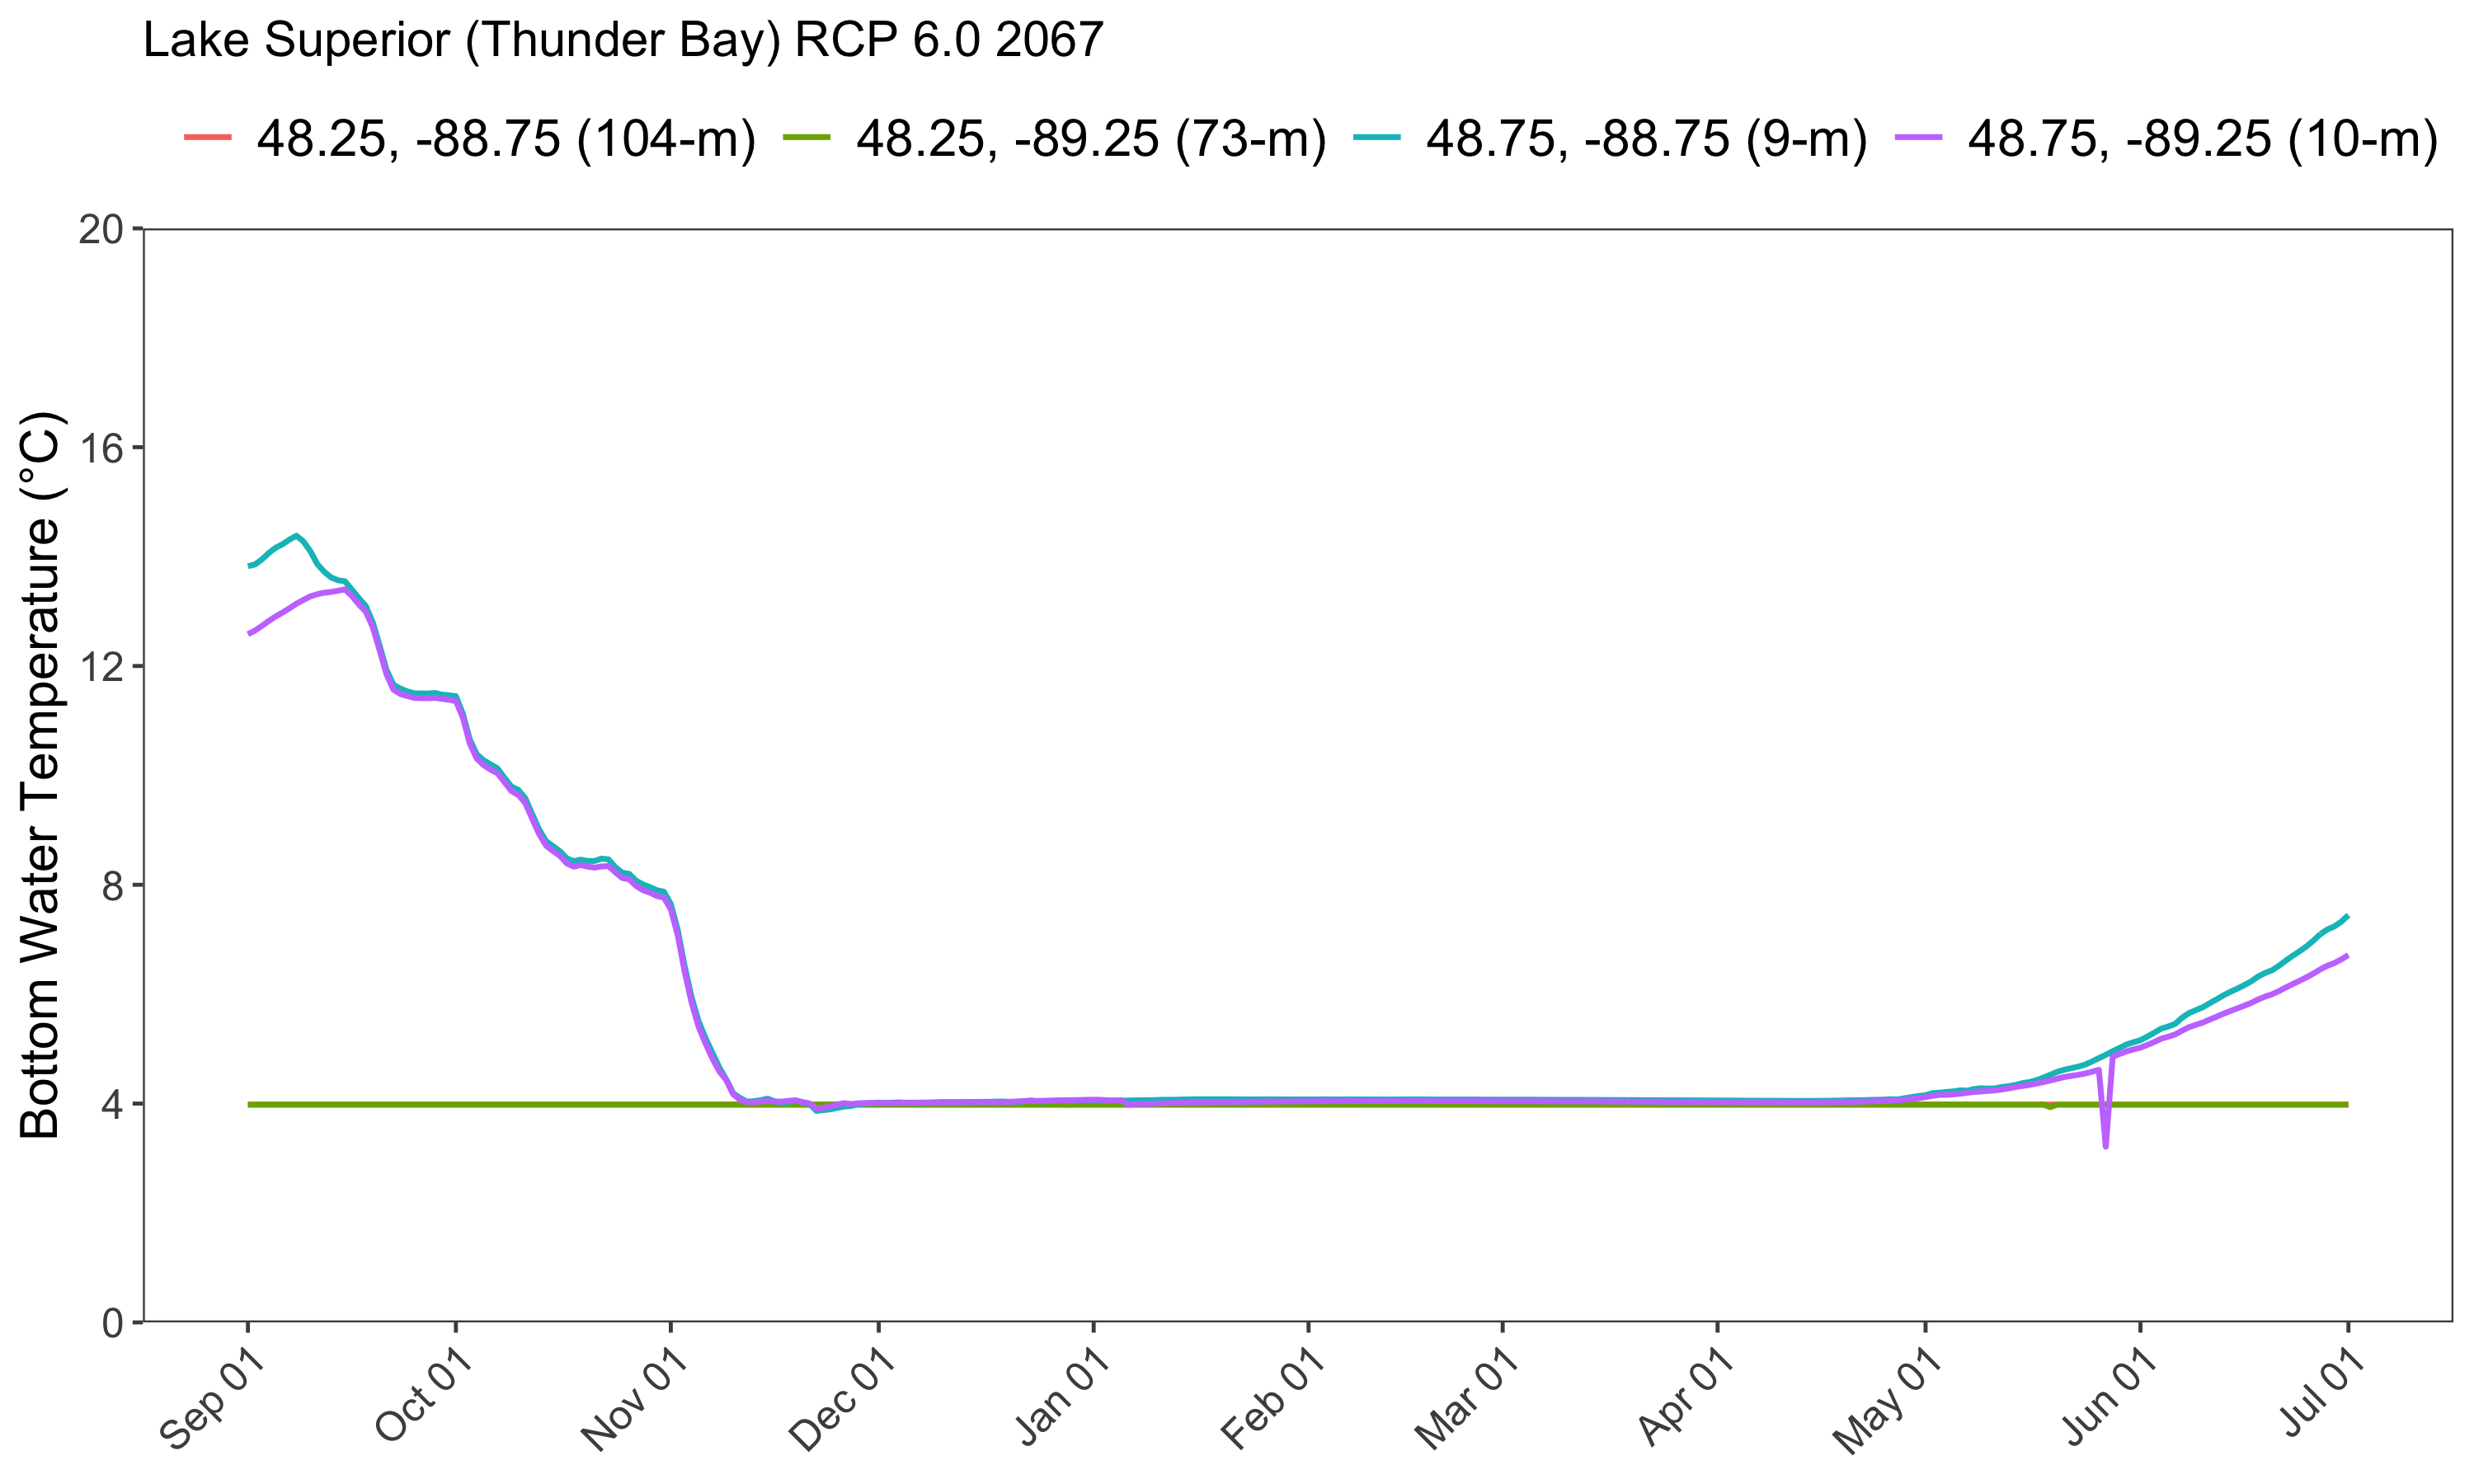 Lake Superior (Thunder Bay) RCP 6.0 2067
48.25, -88.75 (104-m) 48.25, -89.25 (73-m) 48.75, -88.75 (9-m) 48.75, -89.25 (10-m)
Bottom Water Temperature (°C)
20
16
12
8
4
0
Sep 01 Oct 01 Nov 01 Dec 01 Jan 01 Feb 01 Mar 01 Apr 01 May 01 Jun 01 Jul 01